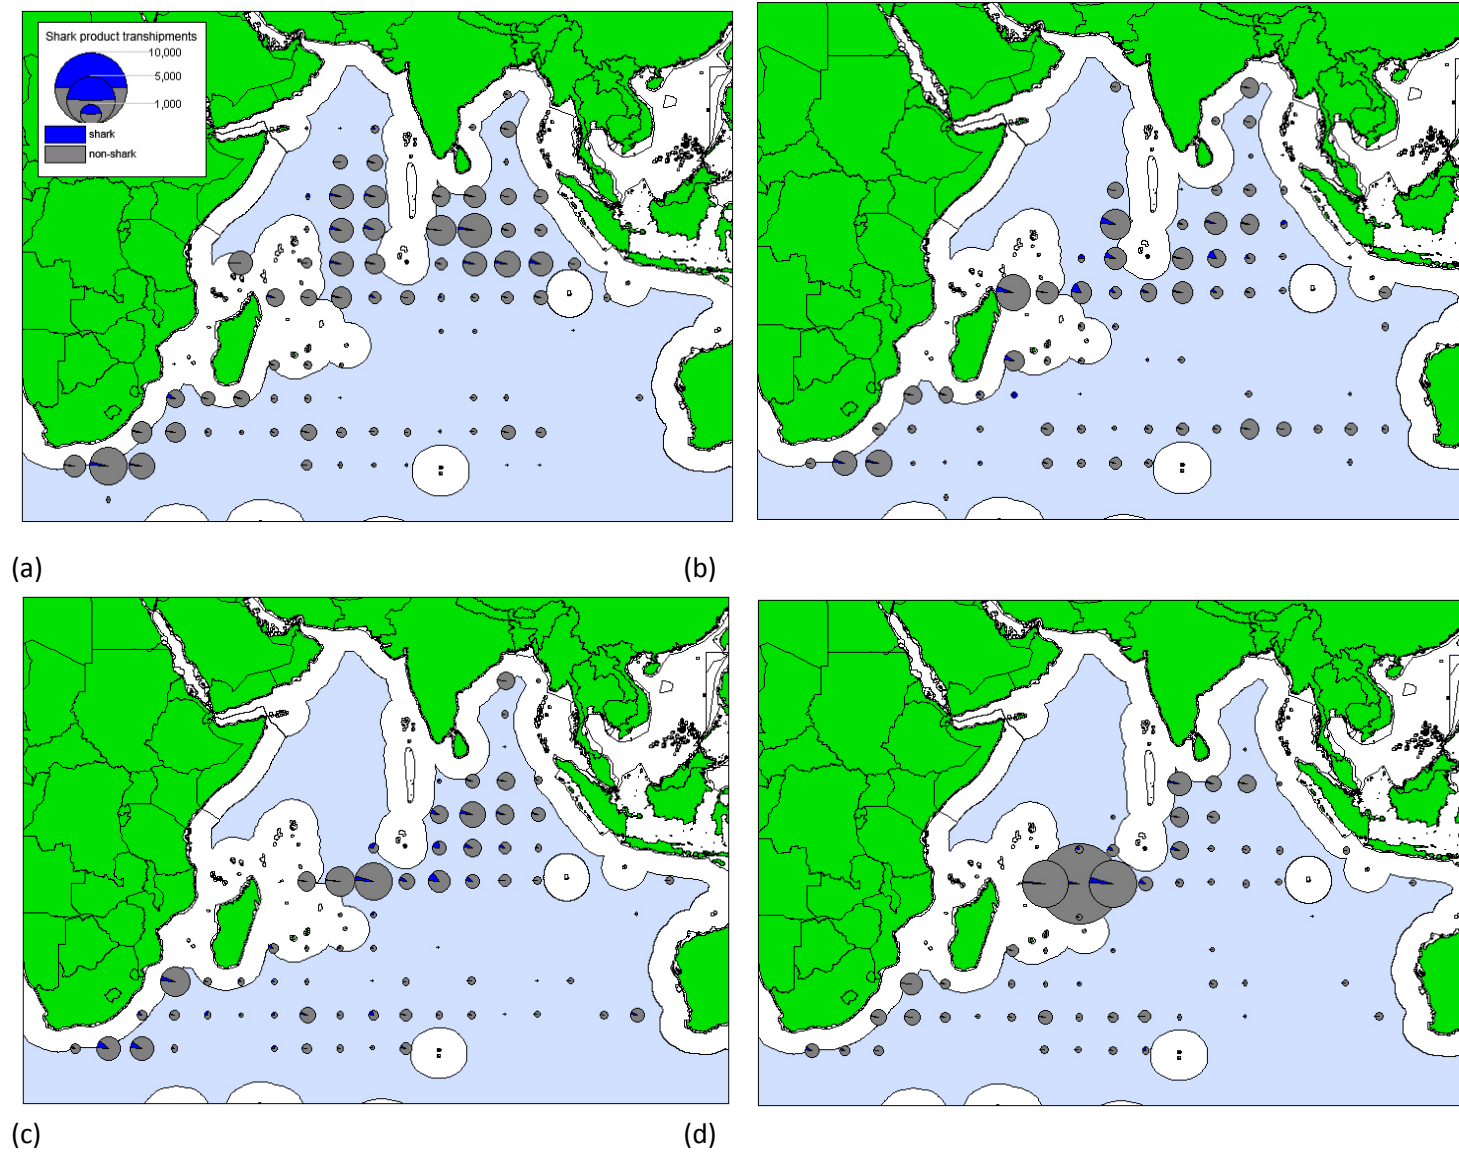 Shark product transhipments
10,000
5,000
1,000
shark
non-shark
(a)
(b)
(c)
(d)